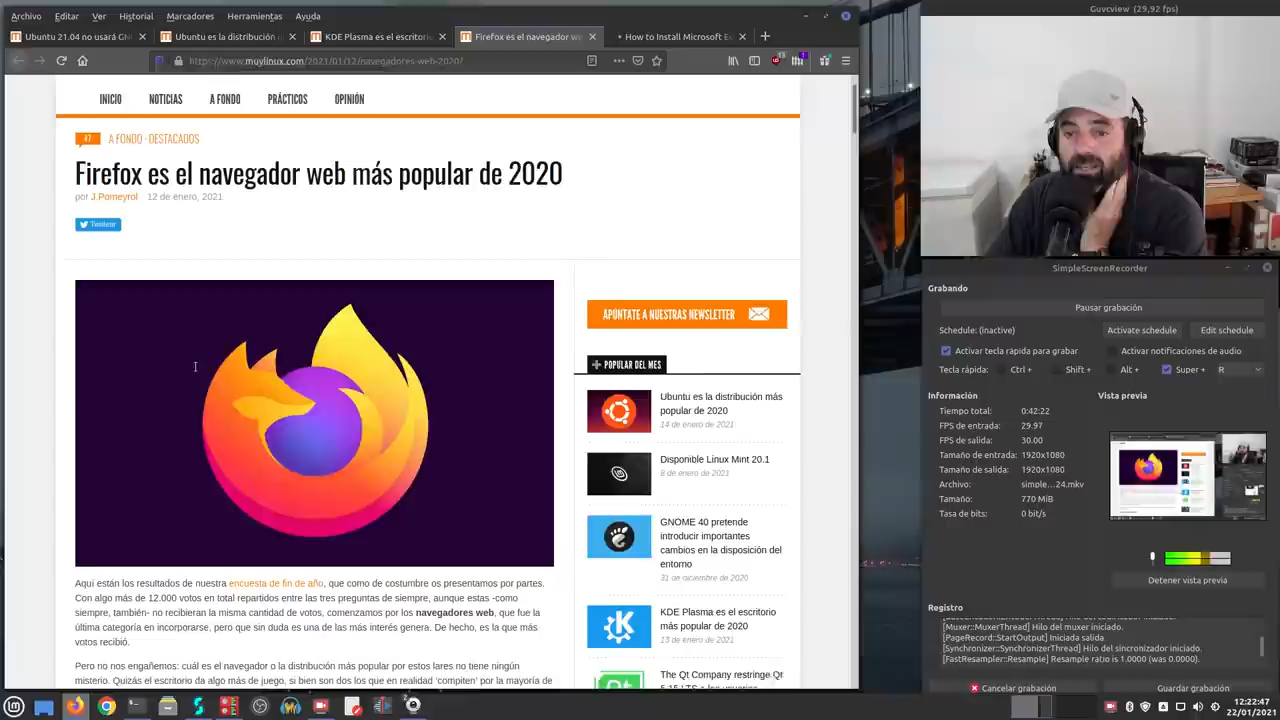 Archivo Editar Ver Historial Marcadores Herramientas Ayuda
Guvcview (29,92 fps)
Ubuntu 21.04 no usará GN
Ubuntu es la distribución
KDE Plasma es el escritorio
Firefox es el navegador we
How to Install Microsoft E
https://www.muylinux.com/2021/01/12/navegadores-web-2020/
INICIO NOTICIAS A FONDO PRÁCTICOS OPINIÓN
47 A FONDO · DESTACADOS
Firefox es el navegador web más popular de 2020
por J.Pomeyrol 12 de enero, 2021
Twittear
APÚNTATE A NUESTRAS NEWSLETTER
POPULAR DEL MES
Ubuntu es la distribución más
popular de 2020
14 de enero de 2021
Disponible Linux Mint 20.1
8 de enero de 2021
GNOME 40 pretende
introducir importantes
cambios en la disposición del
entorno
31 de diciembre de 2020
KDE Plasma es el escritorio
más popular de 2020
13 de enero de 2021
The Qt Company restringe Qt
Aquí están los resultados de nuestra encuesta de fin de año, que como de costumbre os presentamos por partes.
Con algo más de 12.000 votos en total repartidos entre las tres preguntas de siempre, aunque estas -como
siempre, también- no recibieran la misma cantidad de votos, comenzamos por los navegadores web, que fue la
última categoría en incorporarse, pero que sin duda es una de las más interés genera. De hecho, es la que más
votos recibió.
Pero no nos engañemos: cuál es el navegador o la distribución más popular por estos lares no tiene ningún
misterio. Quizás el escritorio da algo más de juego, si bien son dos los que en realidad ‘compiten’ por la mayoría de
SimpleScreenRecorder
Grabando
Pausar grabación
Schedule: (inactive) Activate schedule Edit schedule
Activar tecla rápida para grabar Activar notificaciones de audio
Tecla rápida: Ctrl + Shift + Alt + Super + R
Información Vista previa
Tiempo total: 0:42:22
FPS de entrada: 29.97
FPS de salida: 30.00
Tamaño de entrada: 1920x1080
Tamaño de salida: 1920x1080
Archivo: simple...24.mkv
Tamaño: 770 MiB
Tasa de bits: 0 bit/s
Detener vista previa
Registro
[Muxer::MuxerThread] Hilo del muxer iniciado.
[PageRecord::StartOutput] Iniciada salida
[Synchronizer::SynchronizerThread] Hilo del sincronizador iniciado.
[FastResampler::Resample] Resample ratio is 1.0000 (was 0.0000).
Cancelar grabación Guardar grabación
12:22:47
22/01/2021